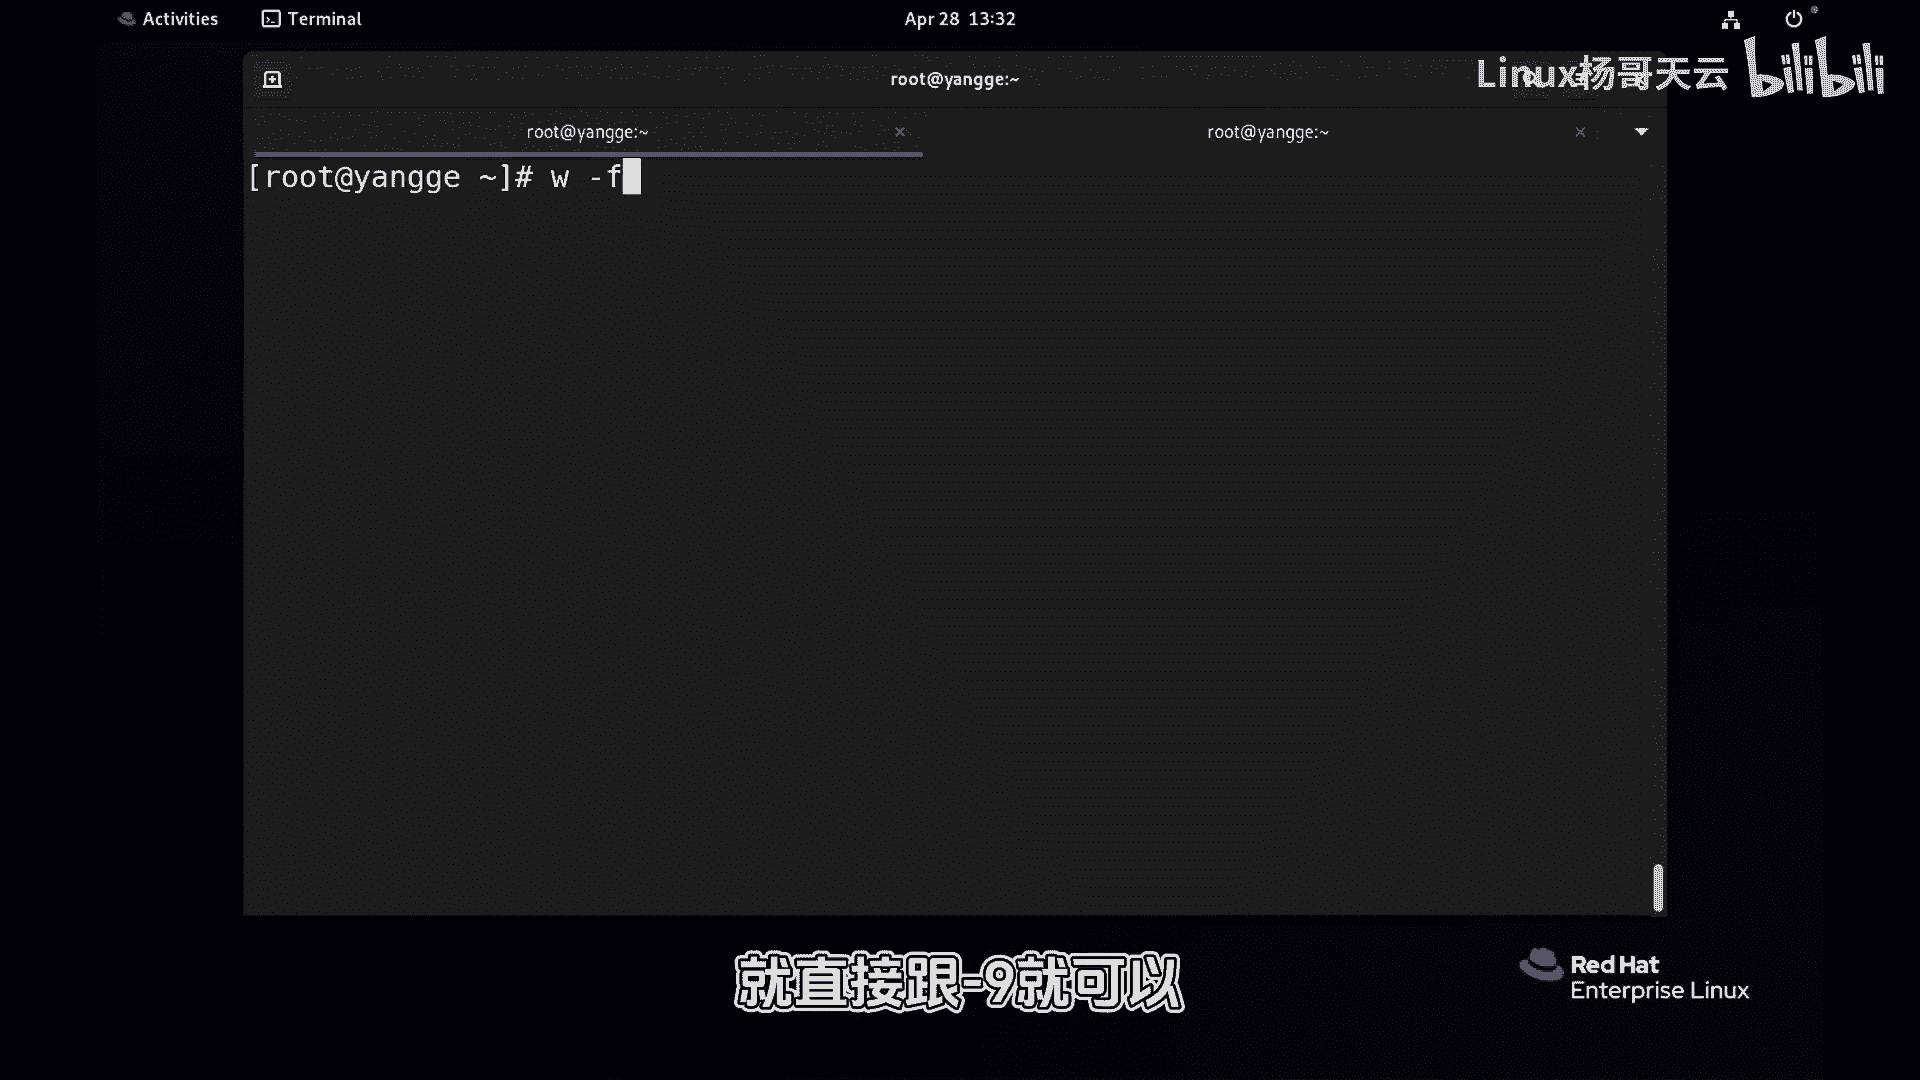 Activities
Terminal
Apr 28 13:32
root@yangge:~
Linux杨哥天云 bilibili
root@yangge:~
root@yangge:~
[root@yangge ~]# w -f
就直接跟-9就可以
Red Hat
Enterprise Linux